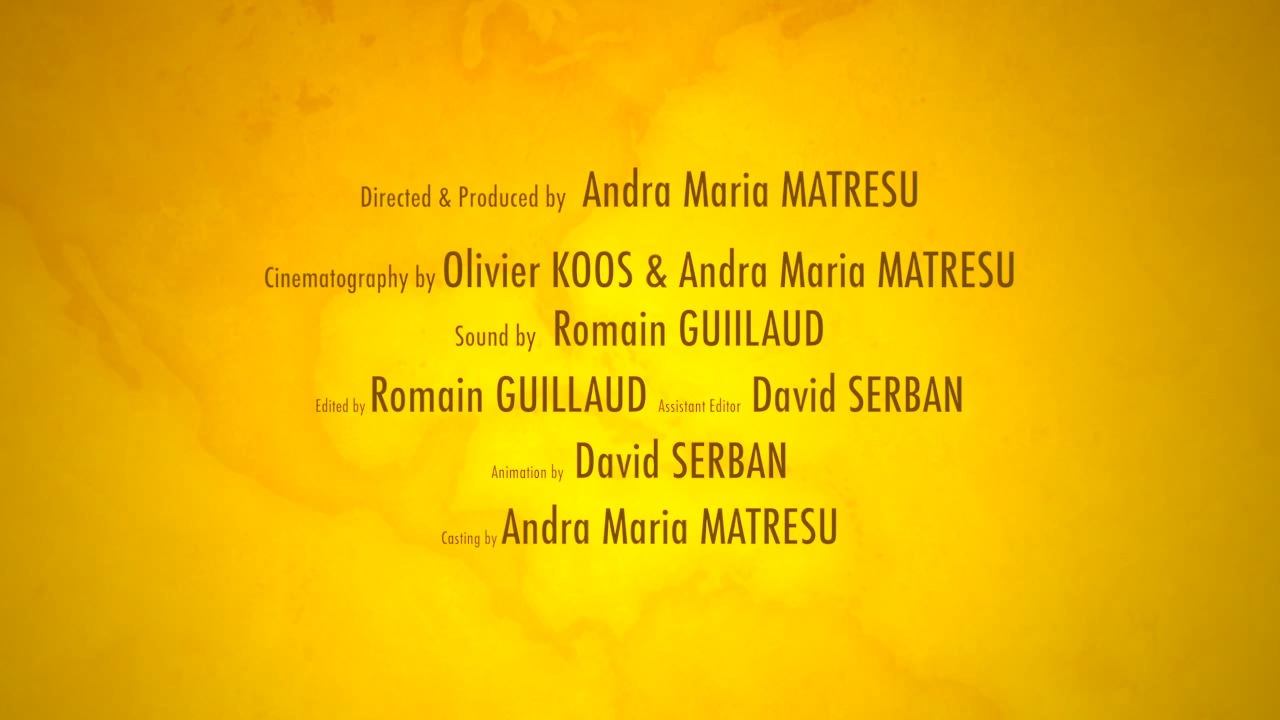 Directed & Produced by Andra Maria MATRESU
Cinematography by Olivier KOOS & Andra Maria MATRESU
Sound by Romain GUIILAUD
Edited by Romain GUILLAUD Assistant Editor David SERBAN
Animation by David SERBAN
Casting by Andra Maria MATRESU